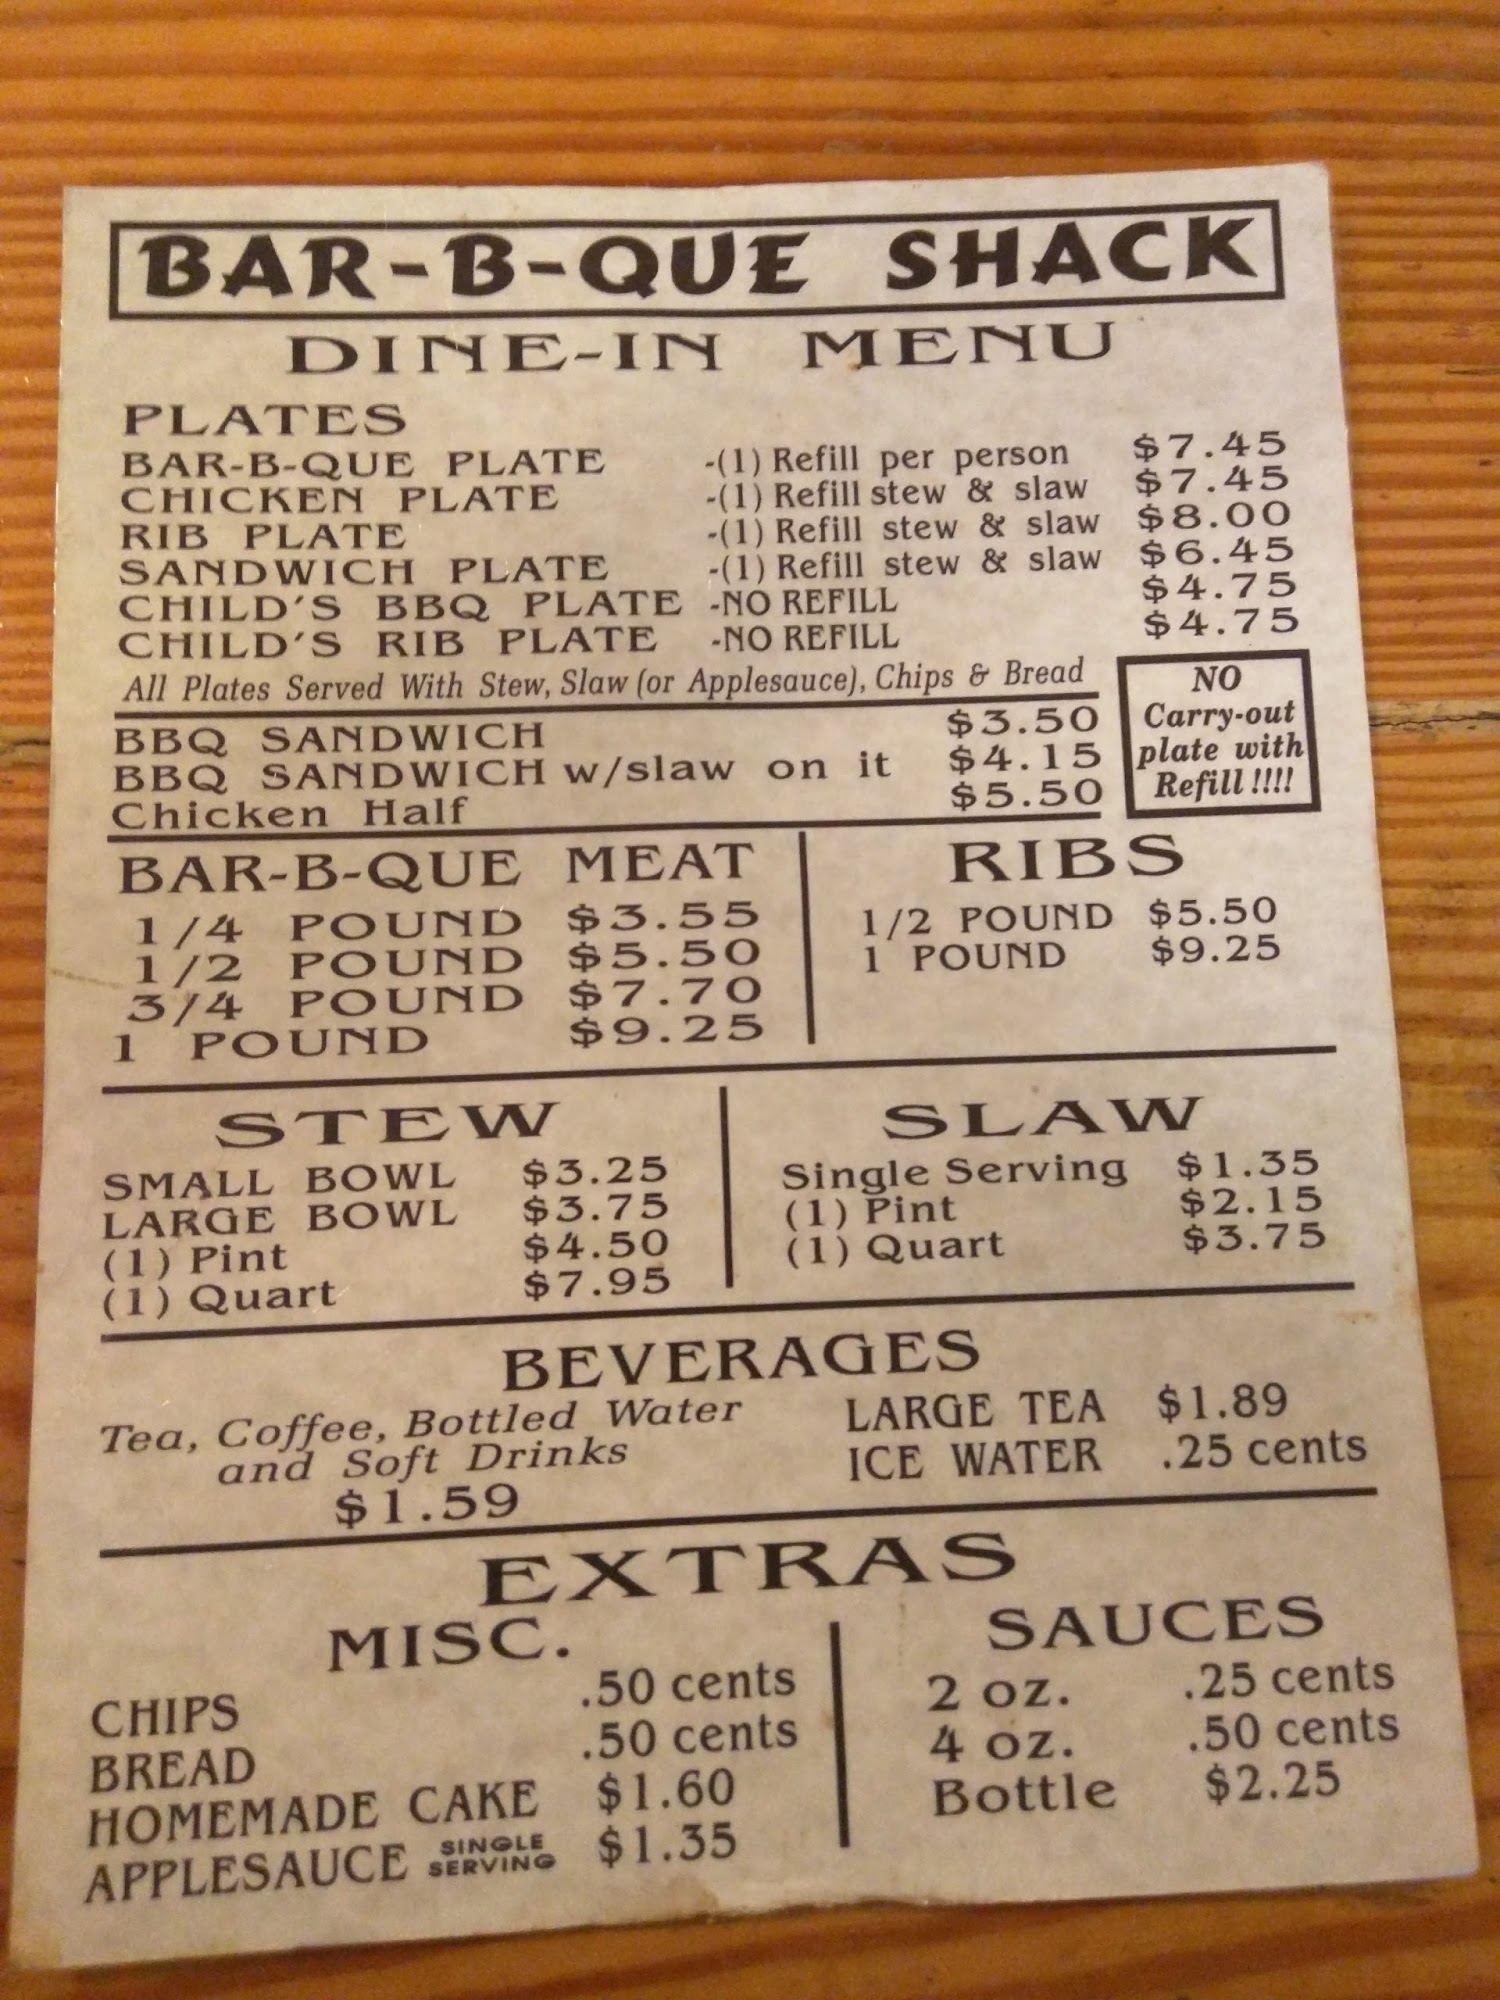 BAR-B-QUE SHACK
DINE-IN MENU
PLATES
BAR-B-QUE PLATE -(1) Refill per person $7.45
CHICKEN PLATE -(1) Refill stew & slaw $7.45
RIB PLATE -(1) Refill stew & slaw $8.00
SANDWICH PLATE -(1) Refill stew & slaw $6.45
CHILD'S BBQ PLATE -NO REFILL $4.75
CHILD'S RIB PLATE -NO REFILL $4.75
All Plates Served With Stew, Slaw (or Applesauce), Chips & Bread
NO
Carry-out
plate with
Refill !!!!
BBQ SANDWICH $3.50
BBQ SANDWICH w/slaw on it $4.15
Chicken Half $5.50
BAR-B-QUE MEAT
1/4 POUND $3.55
1/2 POUND $5.50
3/4 POUND $7.70
1 POUND $9.25
RIBS
1/2 POUND $5.50
1 POUND $9.25
STEW
SMALL BOWL $3.25
LARGE BOWL $3.75
(1) Pint $4.50
(1) Quart $7.95
SLAW
Single Serving $1.35
(1) Pint $2.15
(1) Quart $3.75
BEVERAGES
Tea, Coffee, Bottled Water
and Soft Drinks
$1.59
LARGE TEA $1.89
ICE WATER .25 cents
EXTRAS
MISC.
CHIPS .50 cents
BREAD .50 cents
HOMEMADE CAKE $1.60
APPLESAUCE SINGLE SERVING $1.35
SAUCES
2 oz. .25 cents
4 oz. .50 cents
Bottle $2.25